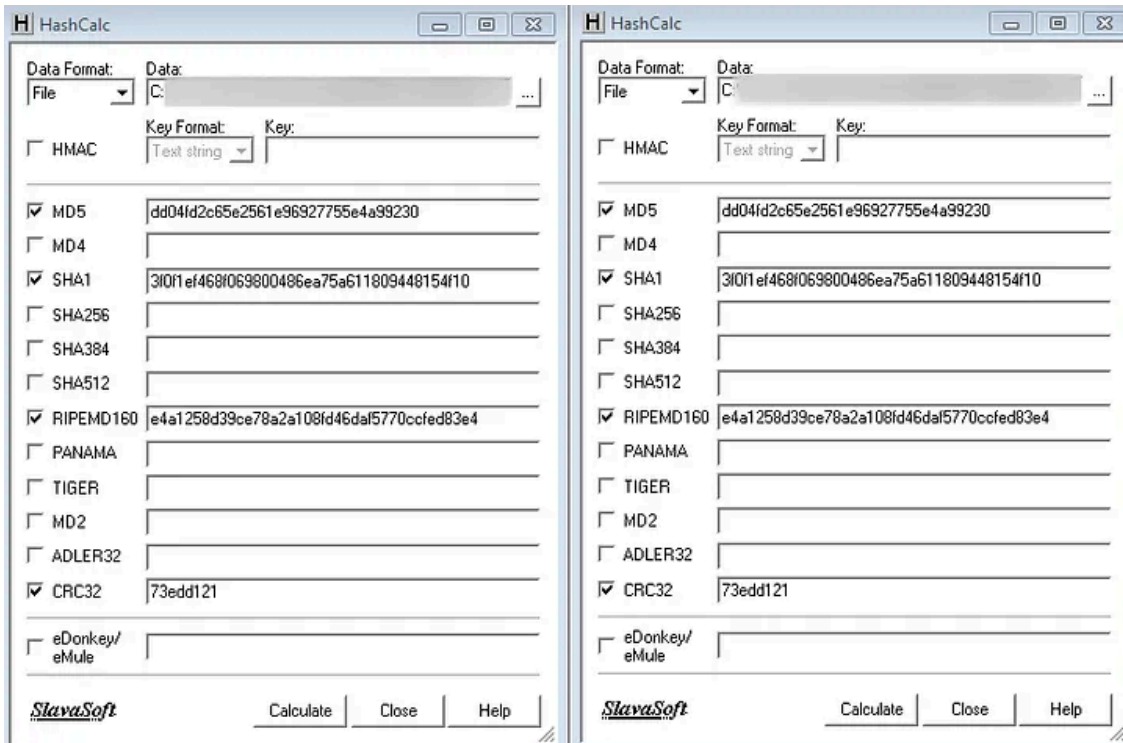 HashCalc
Data Format:
Data:
File
C:
...
Key Format:
Key:
HMAC
Text string
MD5
dd04fd2c65e2561e96927755e4a99230
MD4
SHA1
3f0f1ef468f069800486ea75a611809448154f10
SHA256
SHA384
SHA512
RIPEMD160
e4a1258d39ce78a2a108fd46daf5770ccfed83e4
PANAMA
TIGER
MD2
ADLER32
CRC32
73edd121
eDonkey/
eMule
SlavaSoft
Calculate
Close
Help
HashCalc
Data Format:
Data:
File
C:
...
Key Format:
Key:
HMAC
Text string
MD5
dd04fd2c65e2561e96927755e4a99230
MD4
SHA1
3f0f1ef468f069800486ea75a611809448154f10
SHA256
SHA384
SHA512
RIPEMD160
e4a1258d39ce78a2a108fd46daf5770ccfed83e4
PANAMA
TIGER
MD2
ADLER32
CRC32
73edd121
eDonkey/
eMule
SlavaSoft
Calculate
Close
Help